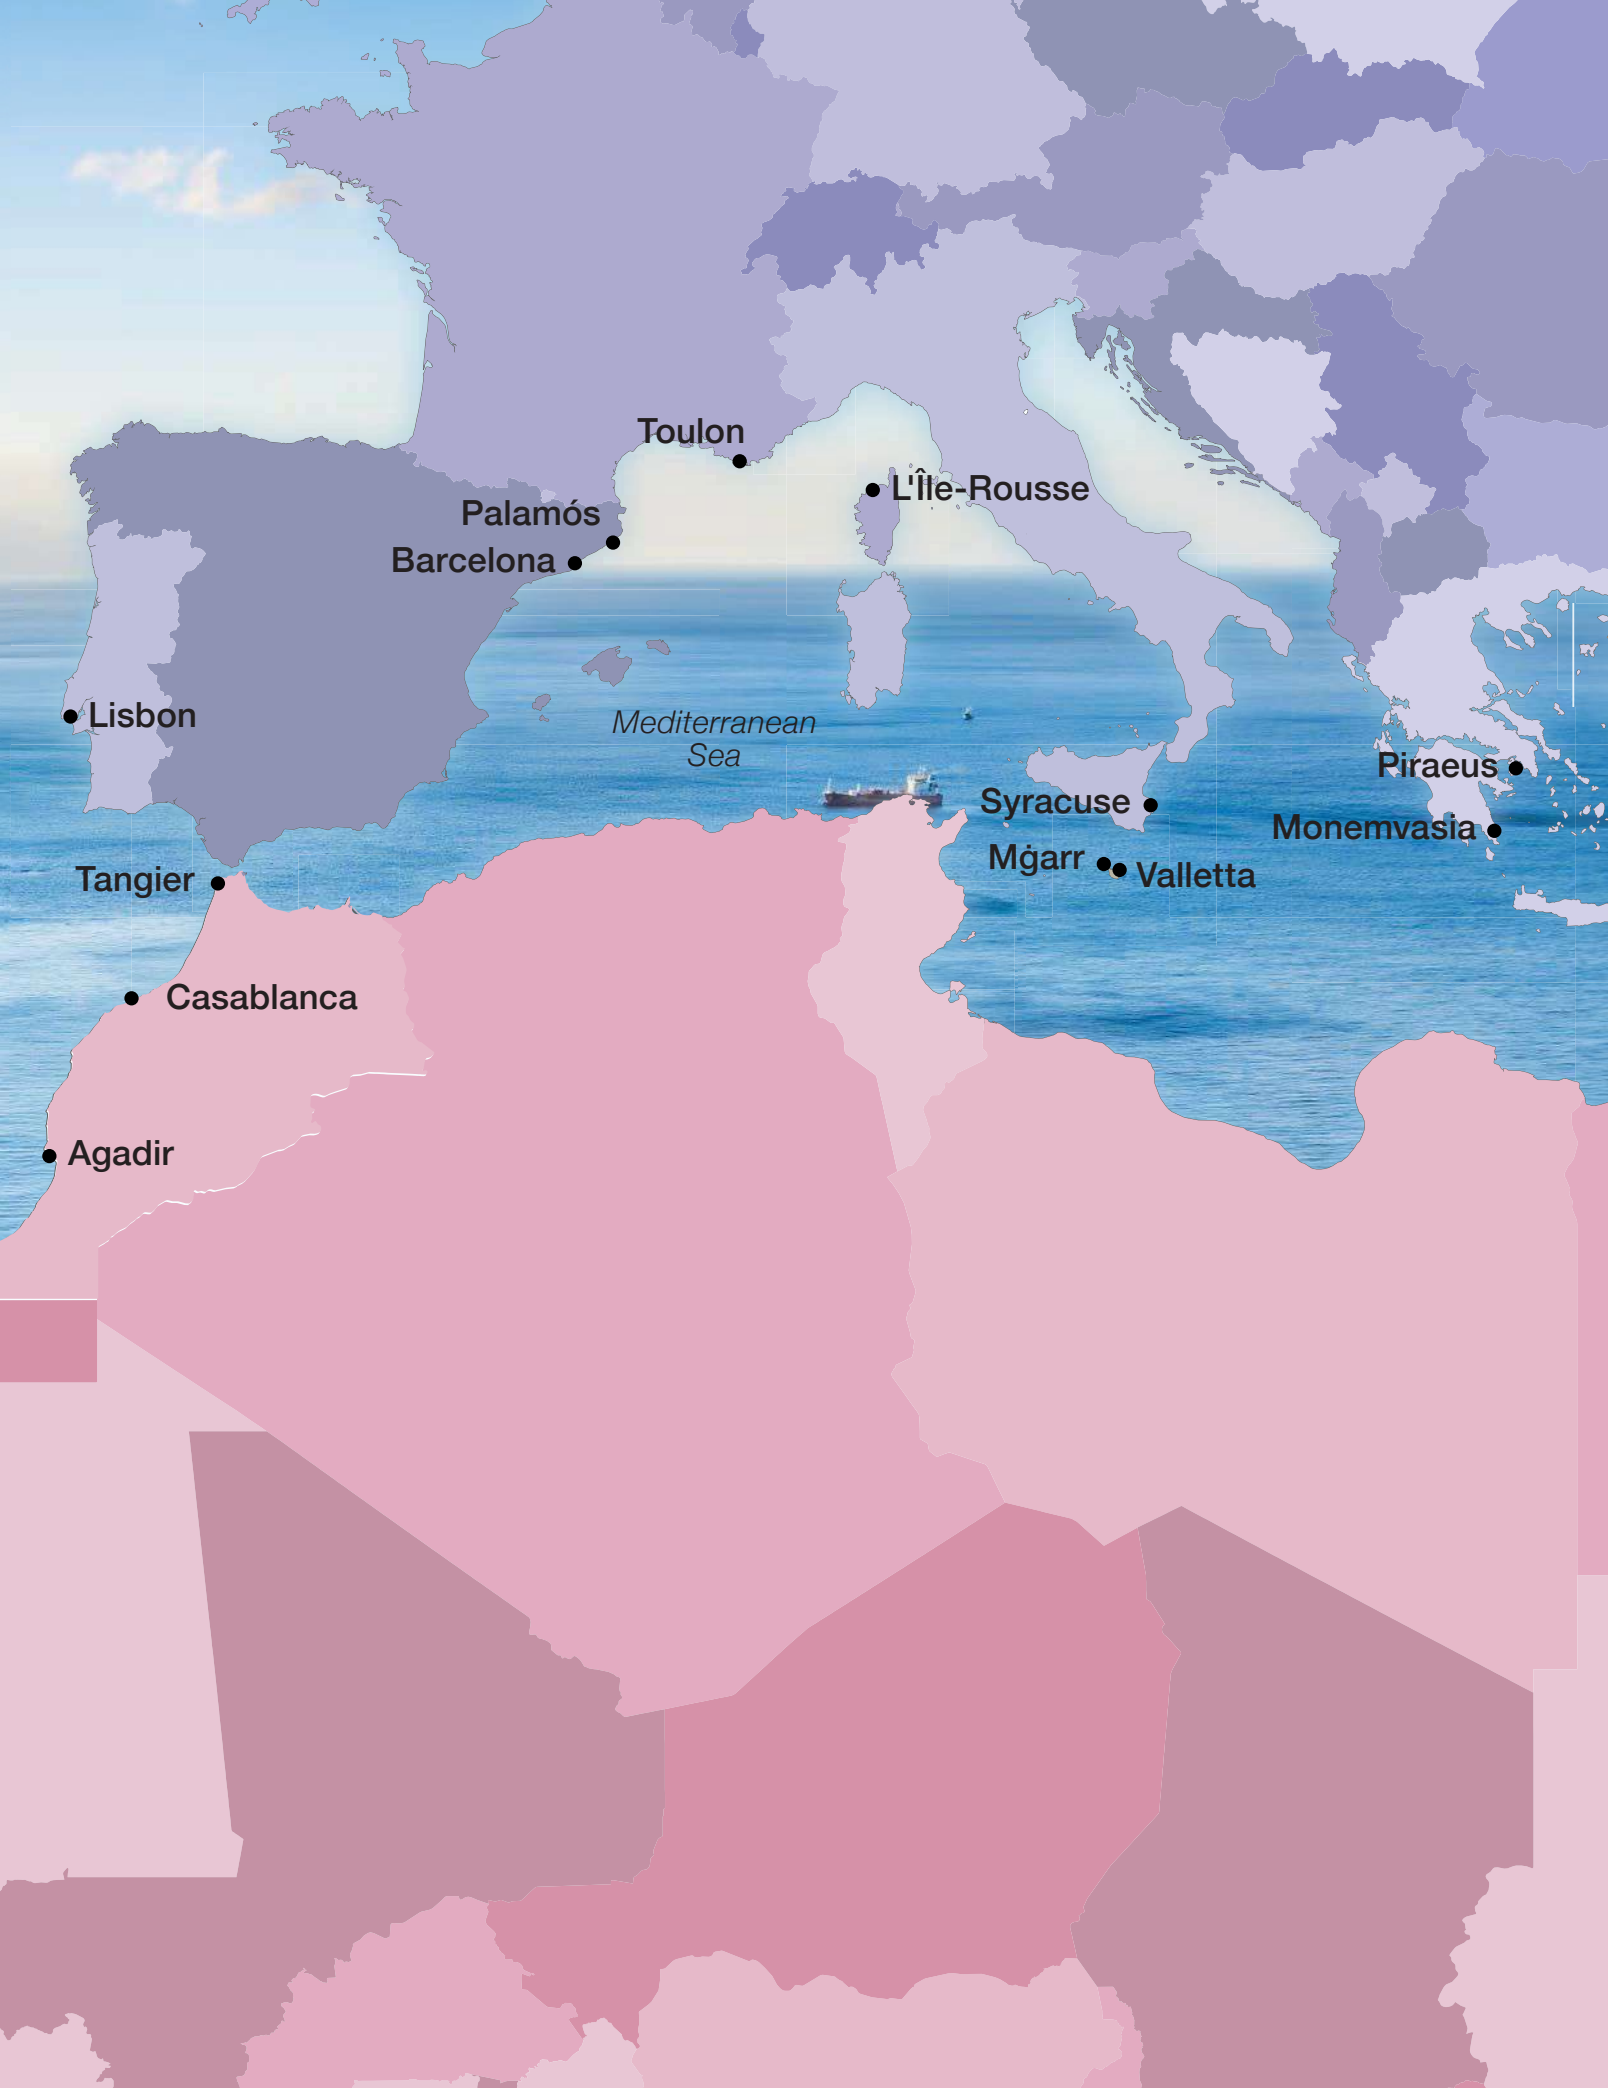 Toulon
L'Île-Rousse
Palamós
Barcelona
Lisbon
Mediterranean
Sea
Piraeus
Syracuse
Monemvasia
Mġarr
Valletta
Tangier
Casablanca
Agadir